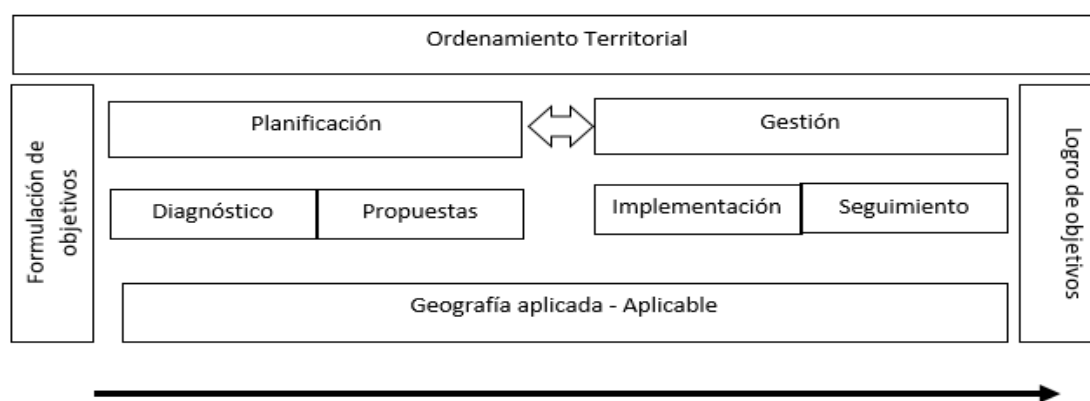 Ordenamiento Territorial
Formulación de
objetivos
Planificación
Gestión
Logro de objetivos
Diagnóstico
Propuestas
Implementación
Seguimiento
Geografía aplicada - Aplicable